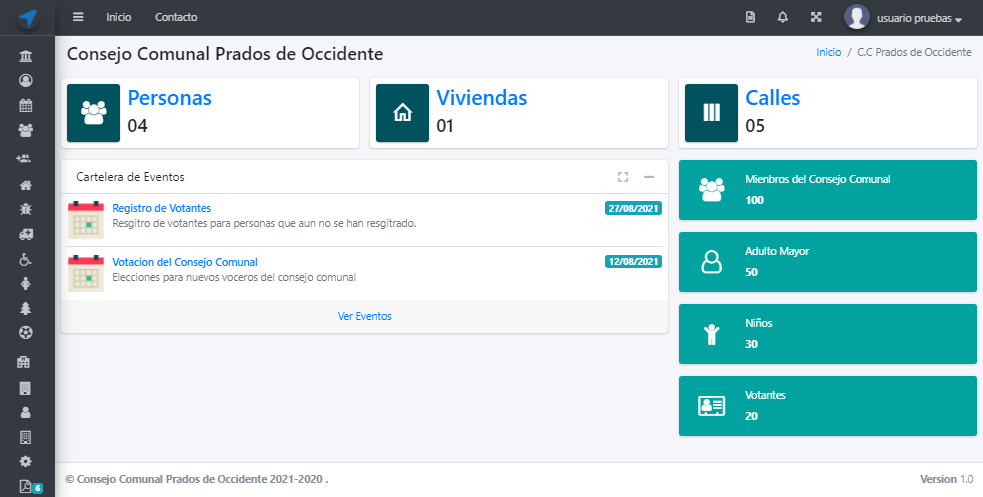 Inicio Contacto usuario pruebas
Consejo Comunal Prados de Occidente
Inicio / C.C Prados de Occidente
Personas
04
Viviendas
01
Calles
05
Cartelera de Eventos
Registro de Votantes 27/08/2021
Resgitro de votantes para personas que aun no se han resgitrado.
Votacion del Consejo Comunal 12/08/2021
Elecciones para nuevos voceros del consejo comunal
Ver Eventos
Mienbros del Consejo Comunal
100
Adulto Mayor
50
Niños
30
Votantes
20
6
© Consejo Comunal Prados de Occidente 2021-2020 .
Version 1.0